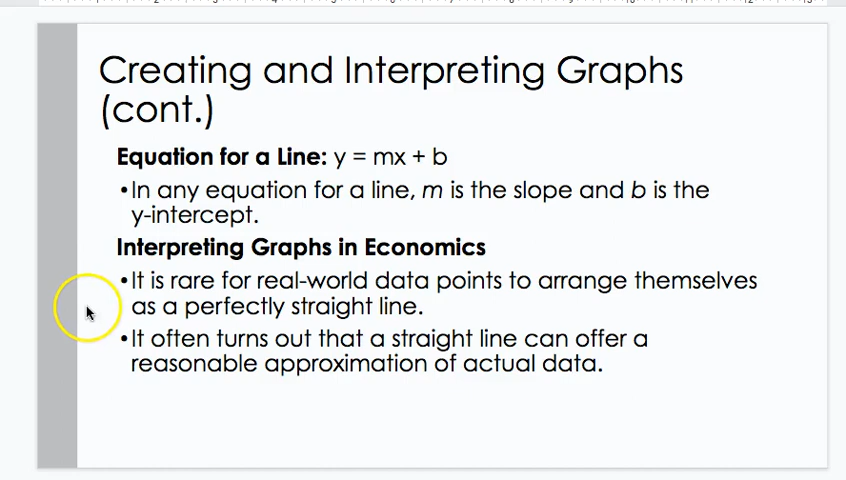 Creating and Interpreting Graphs
(cont.)
Equation for a Line: y = mx + b
•In any equation for a line, m is the slope and b is the
y-intercept.
Interpreting Graphs in Economics
•It is rare for real-world data points to arrange themselves
as a perfectly straight line.
•It often turns out that a straight line can offer a
reasonable approximation of actual data.